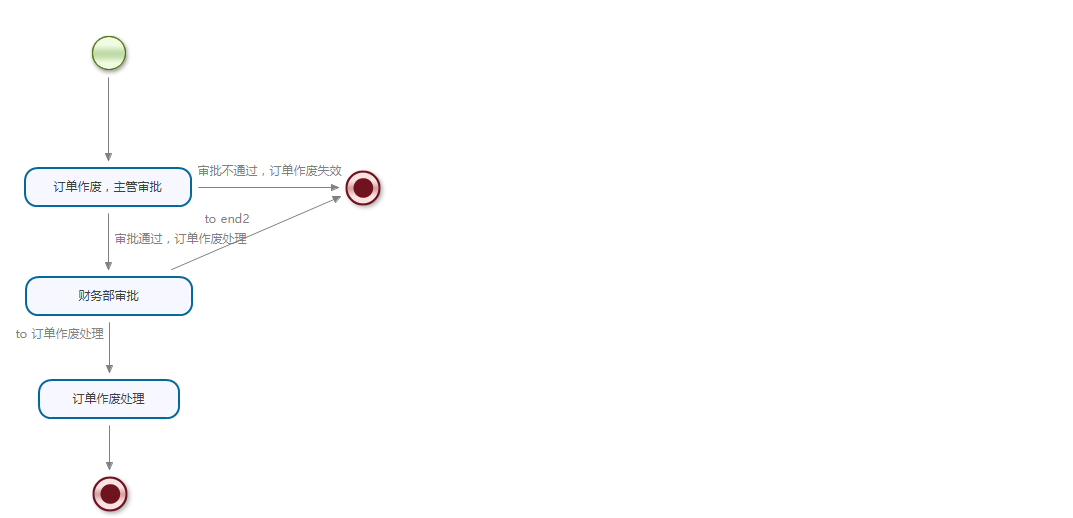 审批不通过，订单作废失效
订单作废，主管审批
to end2
审批通过，订单作废处理
财务部审批
to 订单作废处理
订单作废处理